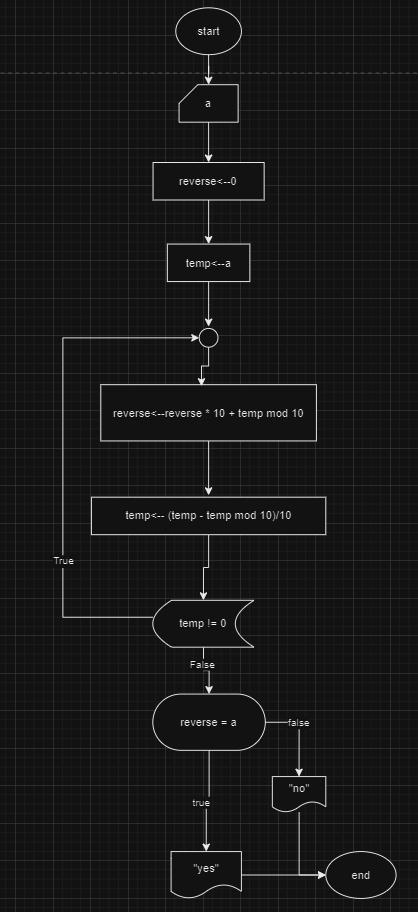 start
a
reverse<--0
temp<--a
reverse<--reverse * 10 + temp mod 10
temp<-- (temp - temp mod 10)/10
True
temp != 0
False
reverse = a
false
"no"
true
"yes"
end